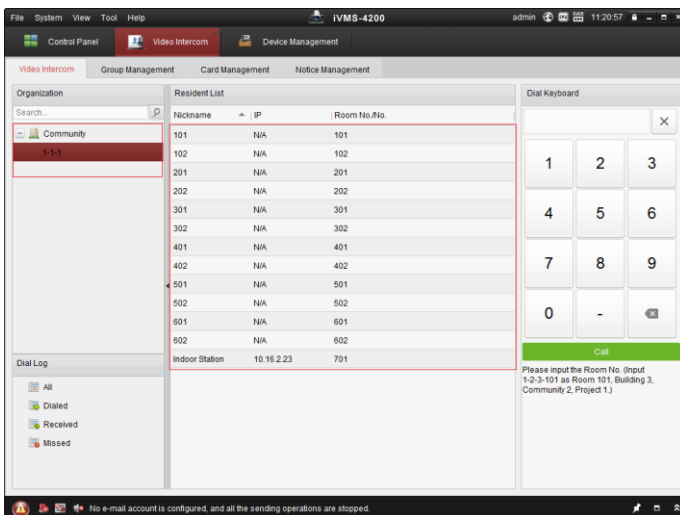 File System View Tool Help iVMS-4200 admin 11:20:57
Control Panel Video Intercom Device Management
Video Intercom Group Management Card Management Notice Management
Organization
Search...
Community
1-1-1
Resident List
Nickname IP Room No./No.
101 N/A 101
102 N/A 102
201 N/A 201
202 N/A 202
301 N/A 301
302 N/A 302
401 N/A 401
402 N/A 402
501 N/A 501
502 N/A 502
601 N/A 601
602 N/A 602
Indoor Station 10.16.2.23 701
Dial Keyboard
1 2 3
4 5 6
7 8 9
0 -
Call
Please input the Room No. (Input
1-2-3-101 as Room 101, Building 3,
Community 2, Project 1.)
Dial Log
All
Dialed
Received
Missed
No e-mail account is configured, and all the sending operations are stopped.